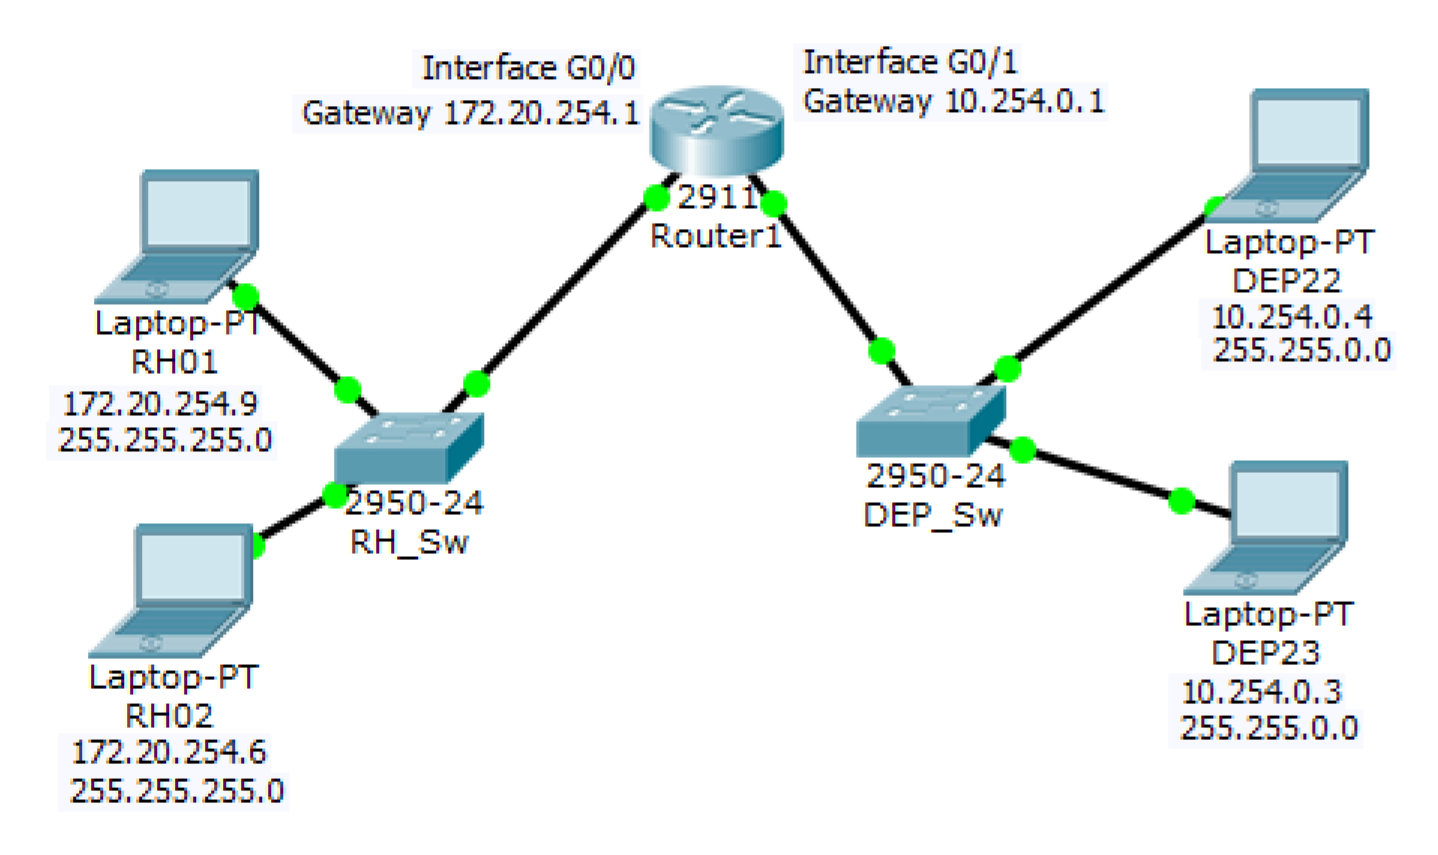 Interface G0/0
Gateway 172.20.254.1
Interface G0/1
Gateway 10.254.0.1
2911
Router1
Laptop-PT
RH01
172.20.254.9
255.255.255.0
2950-24
RH_Sw
Laptop-PT
RH02
172.20.254.6
255.255.255.0
Laptop-PT
DEP22
10.254.0.4
255.255.0.0
2950-24
DEP_Sw
Laptop-PT
DEP23
10.254.0.3
255.255.0.0